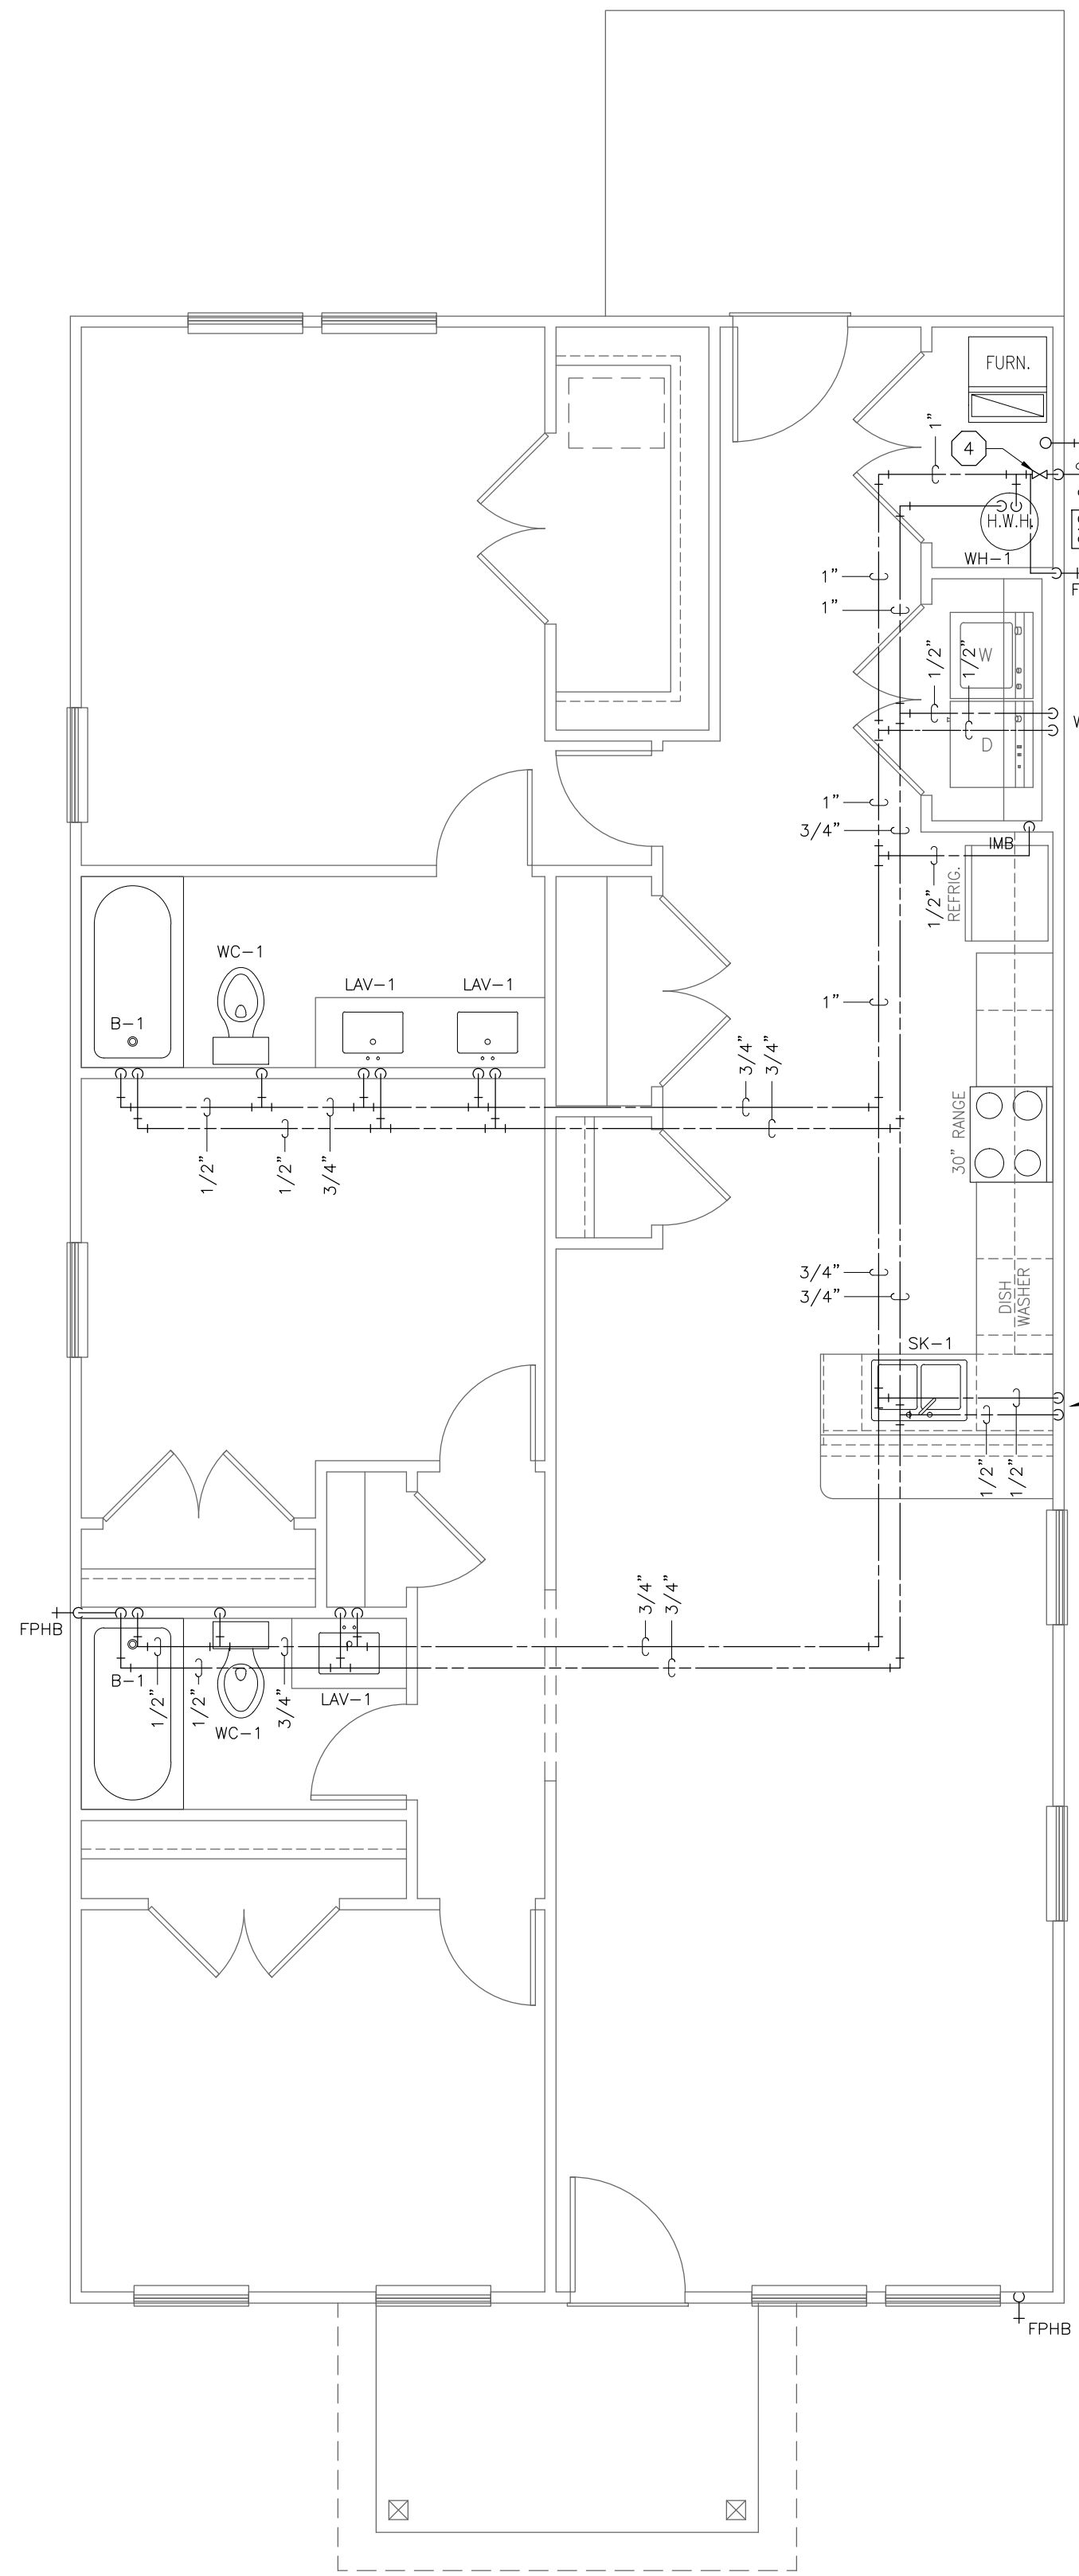 FURN.
1"
4
H.W.H.
WH-1
F
1"
1"
1/2"
1/2"
W
W
D
1"
3/4"
IMB
1/2"
REFRIG.
WC-1
LAV-1
LAV-1
B-1
1"
3/4"
3/4"
30" RANGE
1/2"
1/2"
3/4"
3/4"
3/4"
DISH
WASHER
SK-1
1/2"
1/2"
3/4"
3/4"
FPHB
B-1
1/2"
1/2"
WC-1
3/4"
LAV-1
FPHB